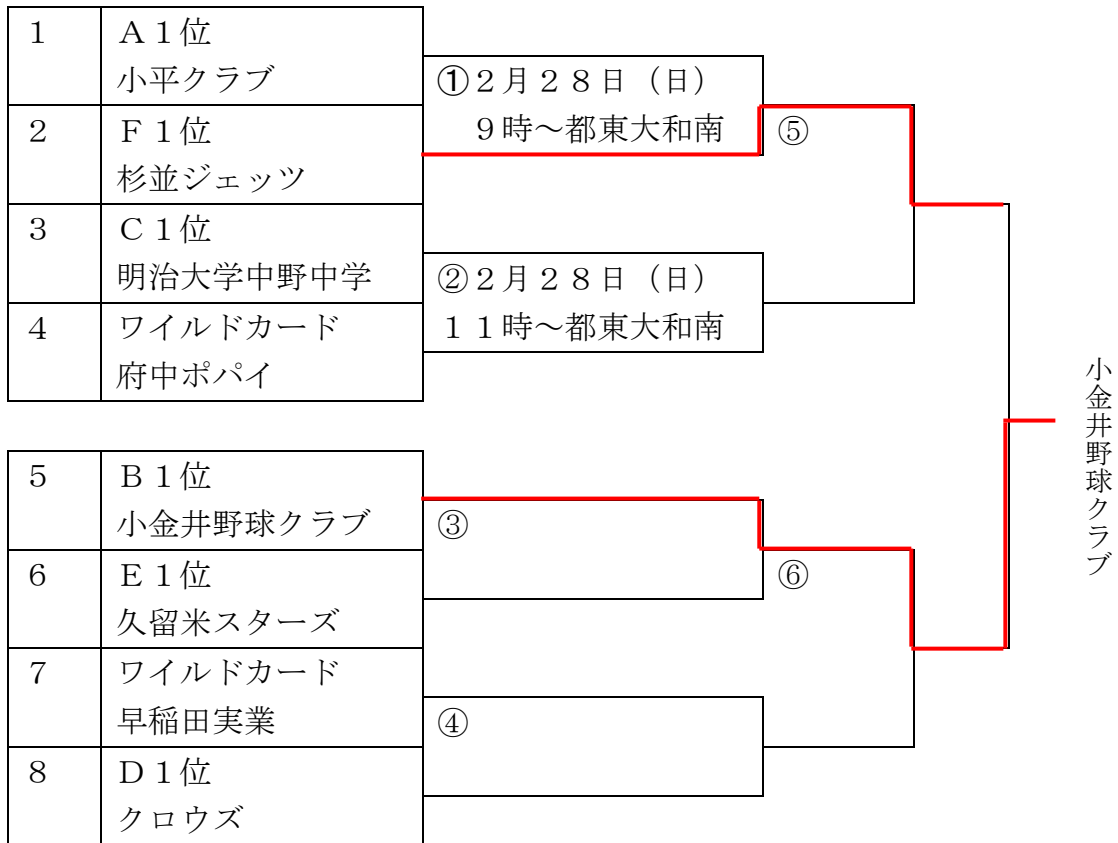 1 A1位
小平クラブ
①2月28日(日)
9時~都東大和南
2 F1位
杉並ジェッツ
⑤
3 C1位
明治大学中野中学
②2月28日(日)
11時~都東大和南
4 ワイルドカード
府中ポパイ
5 B1位
小金井野球クラブ
③
6 E1位
久留米スターズ
⑥
7 ワイルドカード
早稲田実業
④
8 D1位
クロウズ
小金井野球クラブ